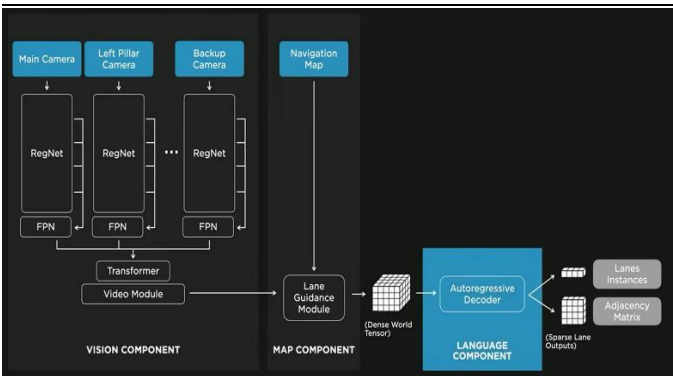 Main Camera
Left Pillar
Camera
Backup
Camera
Navigation
Map
RegNet
RegNet
RegNet
FPN
FPN
FPN
Transformer
Video Module
Lane
Guidance
Module
(Dense World
Tensor)
Autoregressive
Decoder
Lanes
Instances
Adjacency
Matrix
(Sparse Lane
Outputs)
VISION COMPONENT
MAP COMPONENT
LANGUAGE
COMPONENT